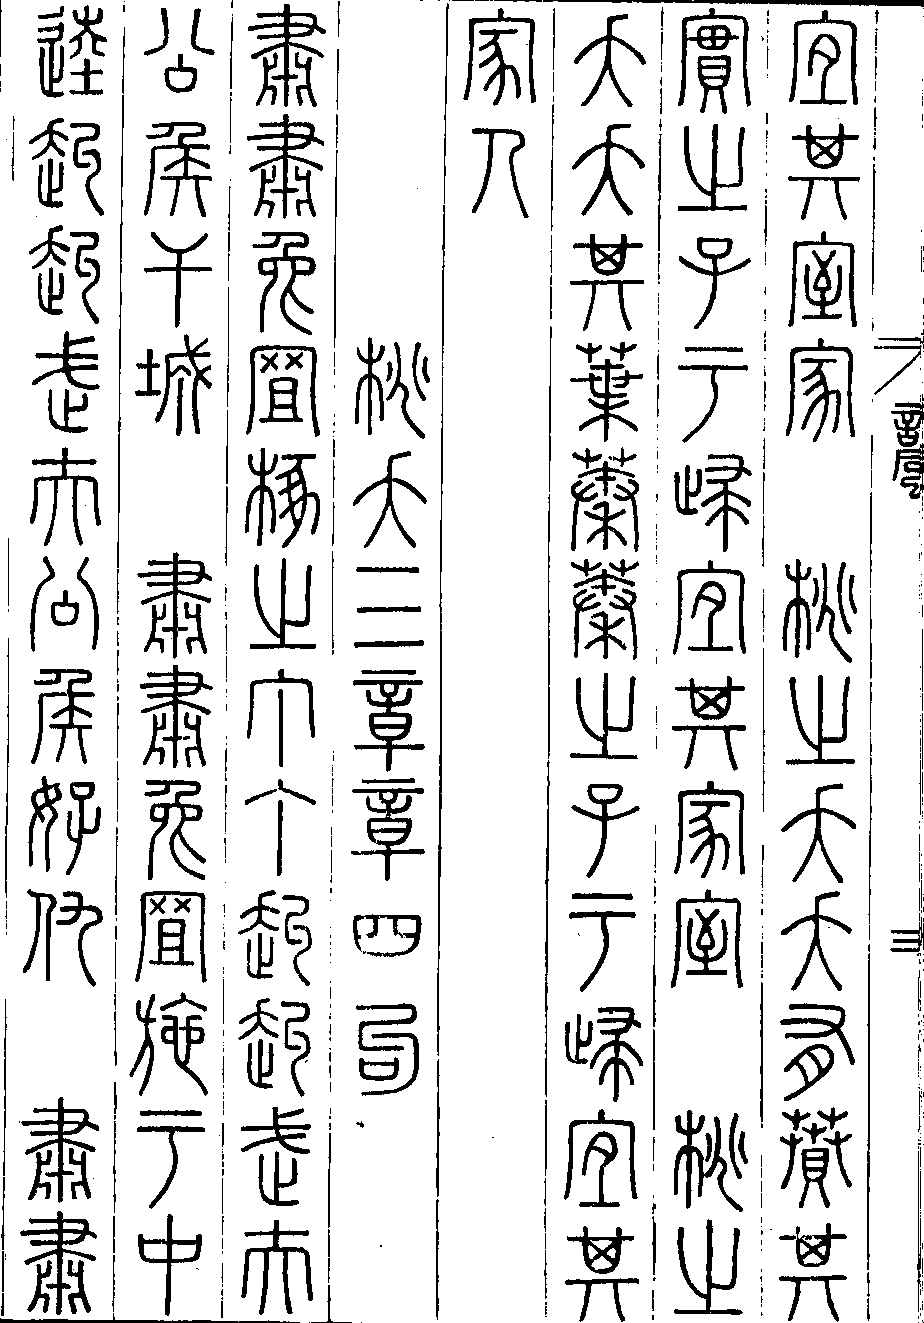 三
宜其室家　桃之夭夭有蕡其
實之子于歸宜其家室　桃之
夭夭其葉蓁蓁之子于歸宜其
家人
桃夭三章章四句
肅肅兔罝椓之丁丁赳赳武夫
公侯干城　肅肅兔罝施于中
逵赳赳武夫公侯好仇　肅肅